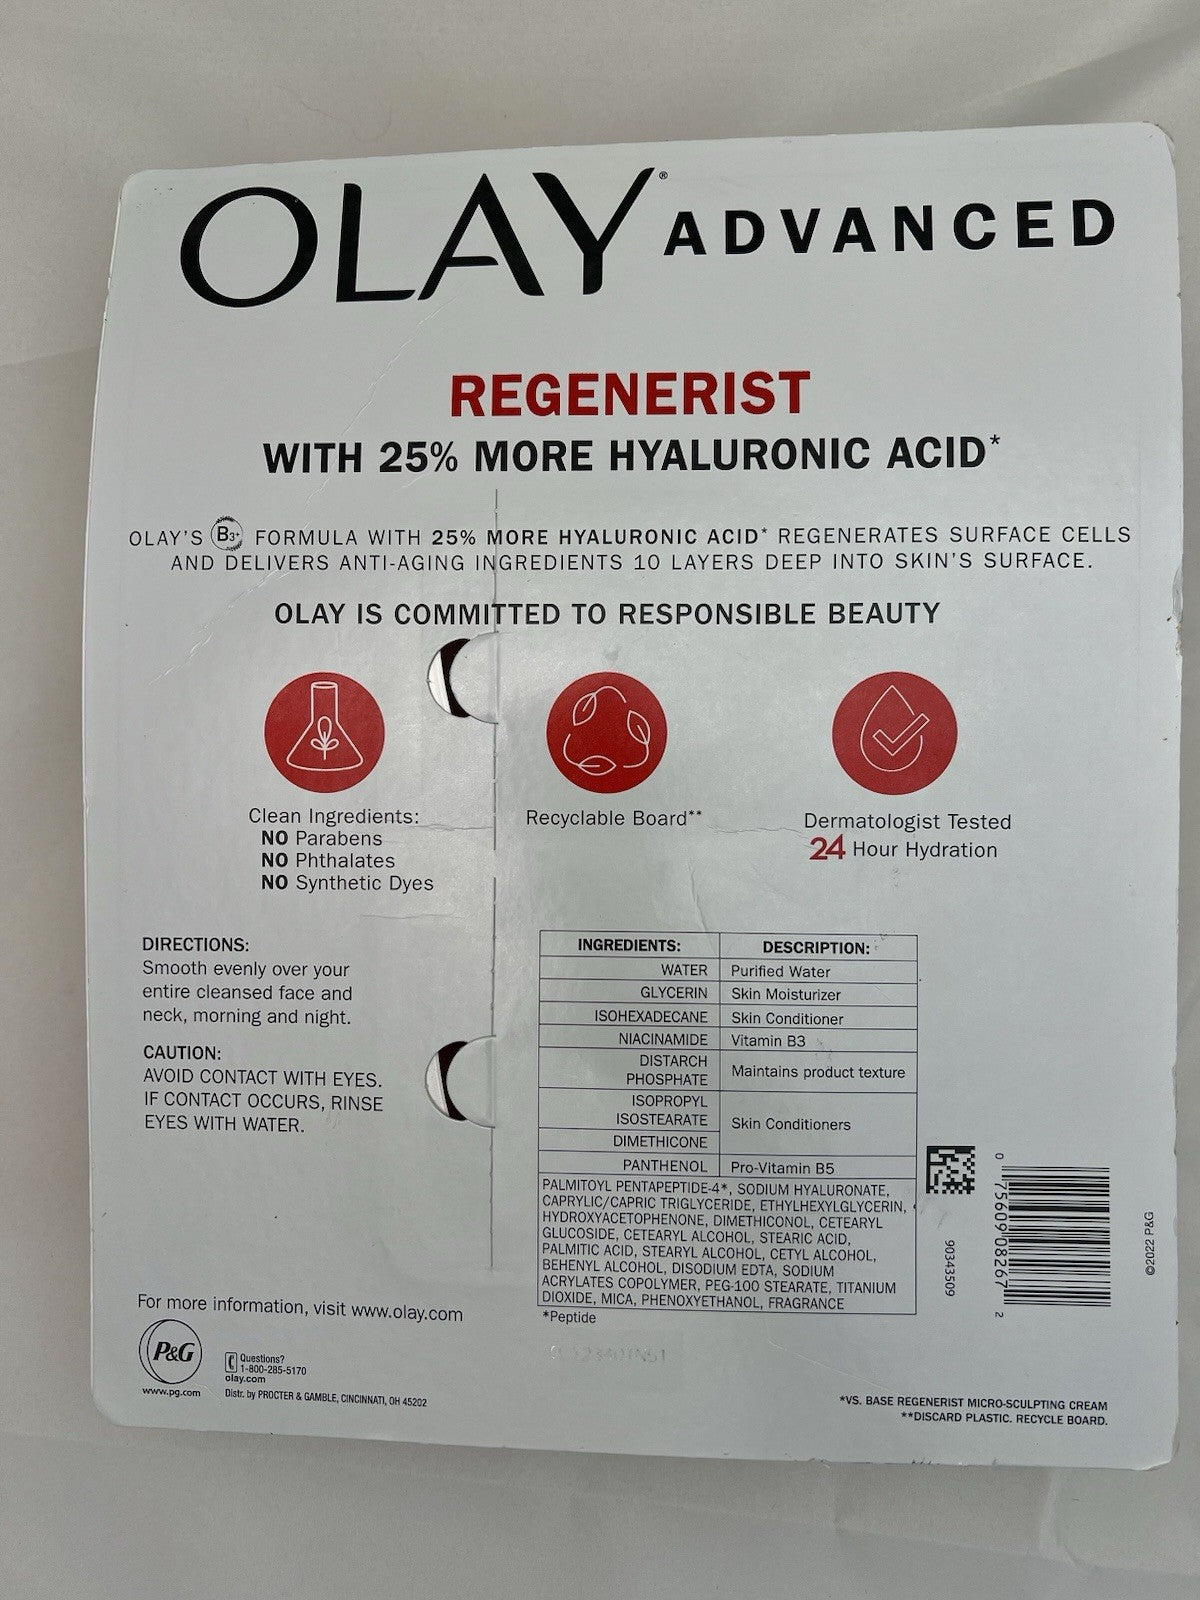 OLAY® ADVANCED
REGENERIST
WITH 25% MORE HYALURONIC ACID*
OLAY'S B3+ FORMULA WITH 25% MORE HYALURONIC ACID* REGENERATES SURFACE CELLS
AND DELIVERS ANTI-AGING INGREDIENTS 10 LAYERS DEEP INTO SKIN'S SURFACE.
OLAY IS COMMITTED TO RESPONSIBLE BEAUTY
Clean Ingredients:
NO Parabens
NO Phthalates
NO Synthetic Dyes
Recyclable Board**
Dermatologist Tested
24 Hour Hydration
DIRECTIONS:
Smooth evenly over your
entire cleansed face and
neck, morning and night.
CAUTION:
AVOID CONTACT WITH EYES.
IF CONTACT OCCURS, RINSE
EYES WITH WATER.
INGREDIENTS: DESCRIPTION:
WATER Purified Water
GLYCERIN Skin Moisturizer
ISOHEXADECANE Skin Conditioner
NIACINAMIDE Vitamin B3
DISTARCH
PHOSPHATE Maintains product texture
ISOPROPYL
ISOSTEARATE Skin Conditioners
DIMETHICONE
PANTHENOL Pro-Vitamin B5
PALMITOYL PENTAPEPTIDE-4*, SODIUM HYALURONATE,
CAPRYLIC/CAPRIC TRIGLYCERIDE, ETHYLHEXYLGLYCERIN,
HYDROXYACETOPHENONE, DIMETHICONOL, CETEARYL
GLUCOSIDE, CETEARYL ALCOHOL, STEARIC ACID,
PALMITIC ACID, STEARYL ALCOHOL, CETYL ALCOHOL,
BEHENYL ALCOHOL, DISODIUM EDTA, SODIUM
ACRYLATES COPOLYMER, PEG-100 STEARATE, TITANIUM
DIOXIDE, MICA, PHENOXYETHANOL, FRAGRANCE
*Peptide
90343509
0 75609 08267 2
©2022 P&G
For more information, visit www.olay.com
P&G
www.pg.com
Questions?
1-800-285-5170
olay.com
Distr. by PROCTER & GAMBLE, CINCINNATI, OH 45202
*VS. BASE REGENERIST MICRO-SCULPTING CREAM
**DISCARD PLASTIC. RECYCLE BOARD.